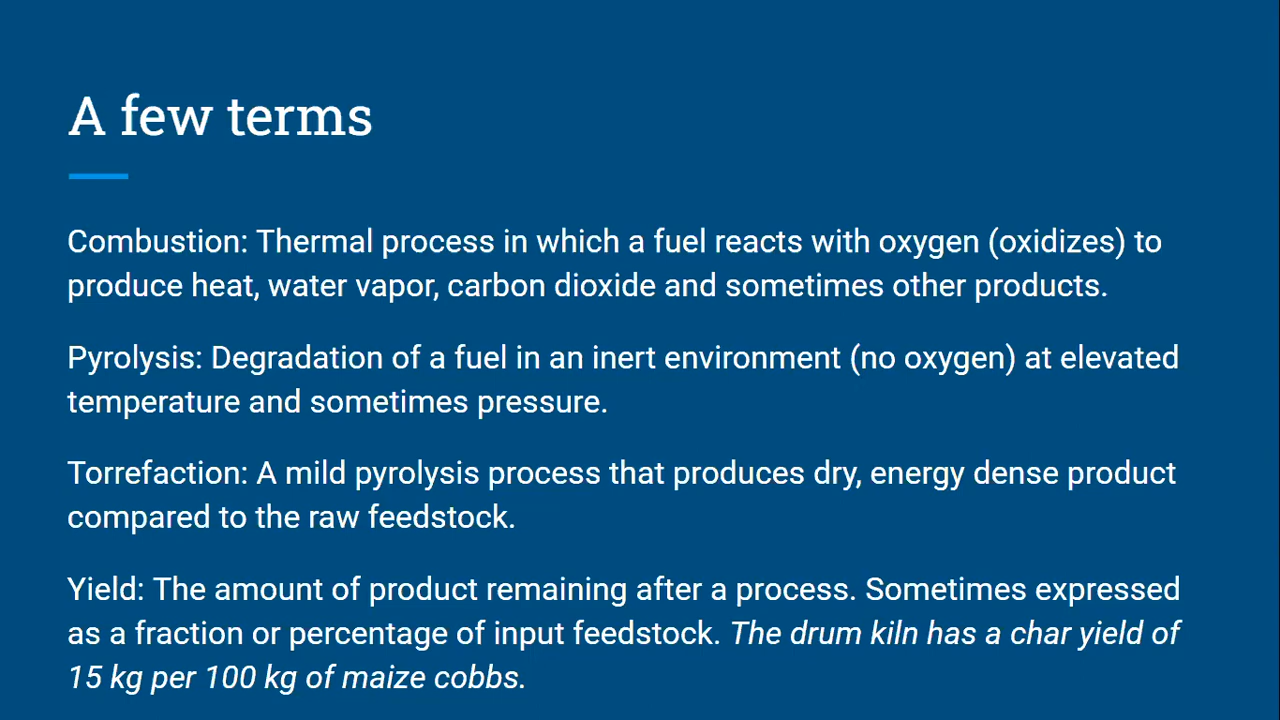 A few terms
Combustion: Thermal process in which a fuel reacts with oxygen (oxidizes) to
produce heat, water vapor, carbon dioxide and sometimes other products.
Pyrolysis: Degradation of a fuel in an inert environment (no oxygen) at elevated
temperature and sometimes pressure.
Torrefaction: A mild pyrolysis process that produces dry, energy dense product
compared to the raw feedstock.
Yield: The amount of product remaining after a process. Sometimes expressed
as a fraction or percentage of input feedstock. The drum kiln has a char yield of
15 kg per 100 kg of maize cobbs.